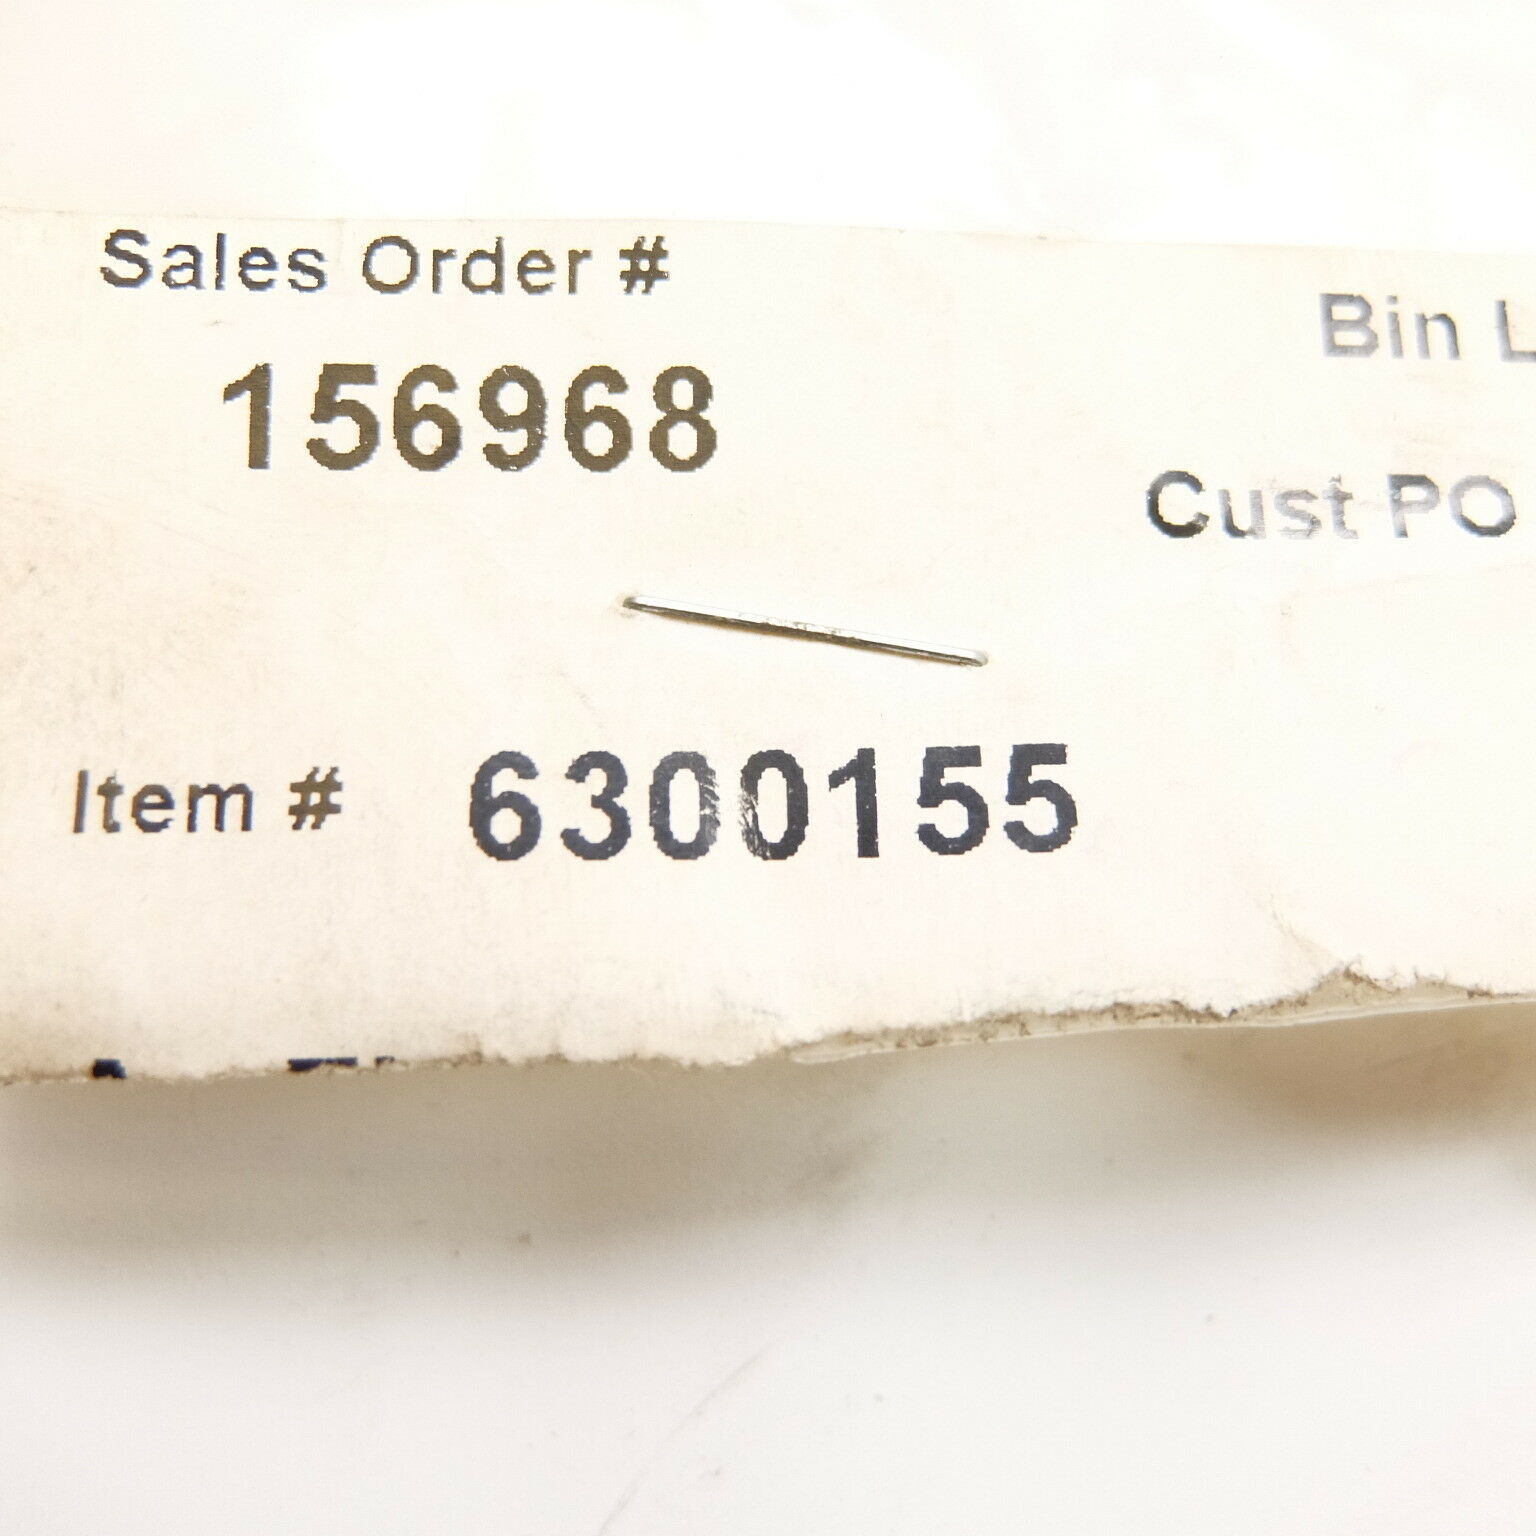 Sales Order #
156968
Bin L
Cust PO
Item # 6300155